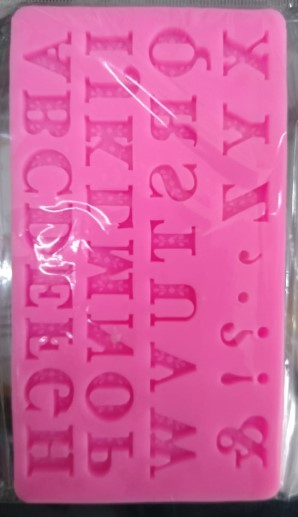 ABCDEFGH
IJKLMNOP
QRSTUVW
XYZ,.?!&